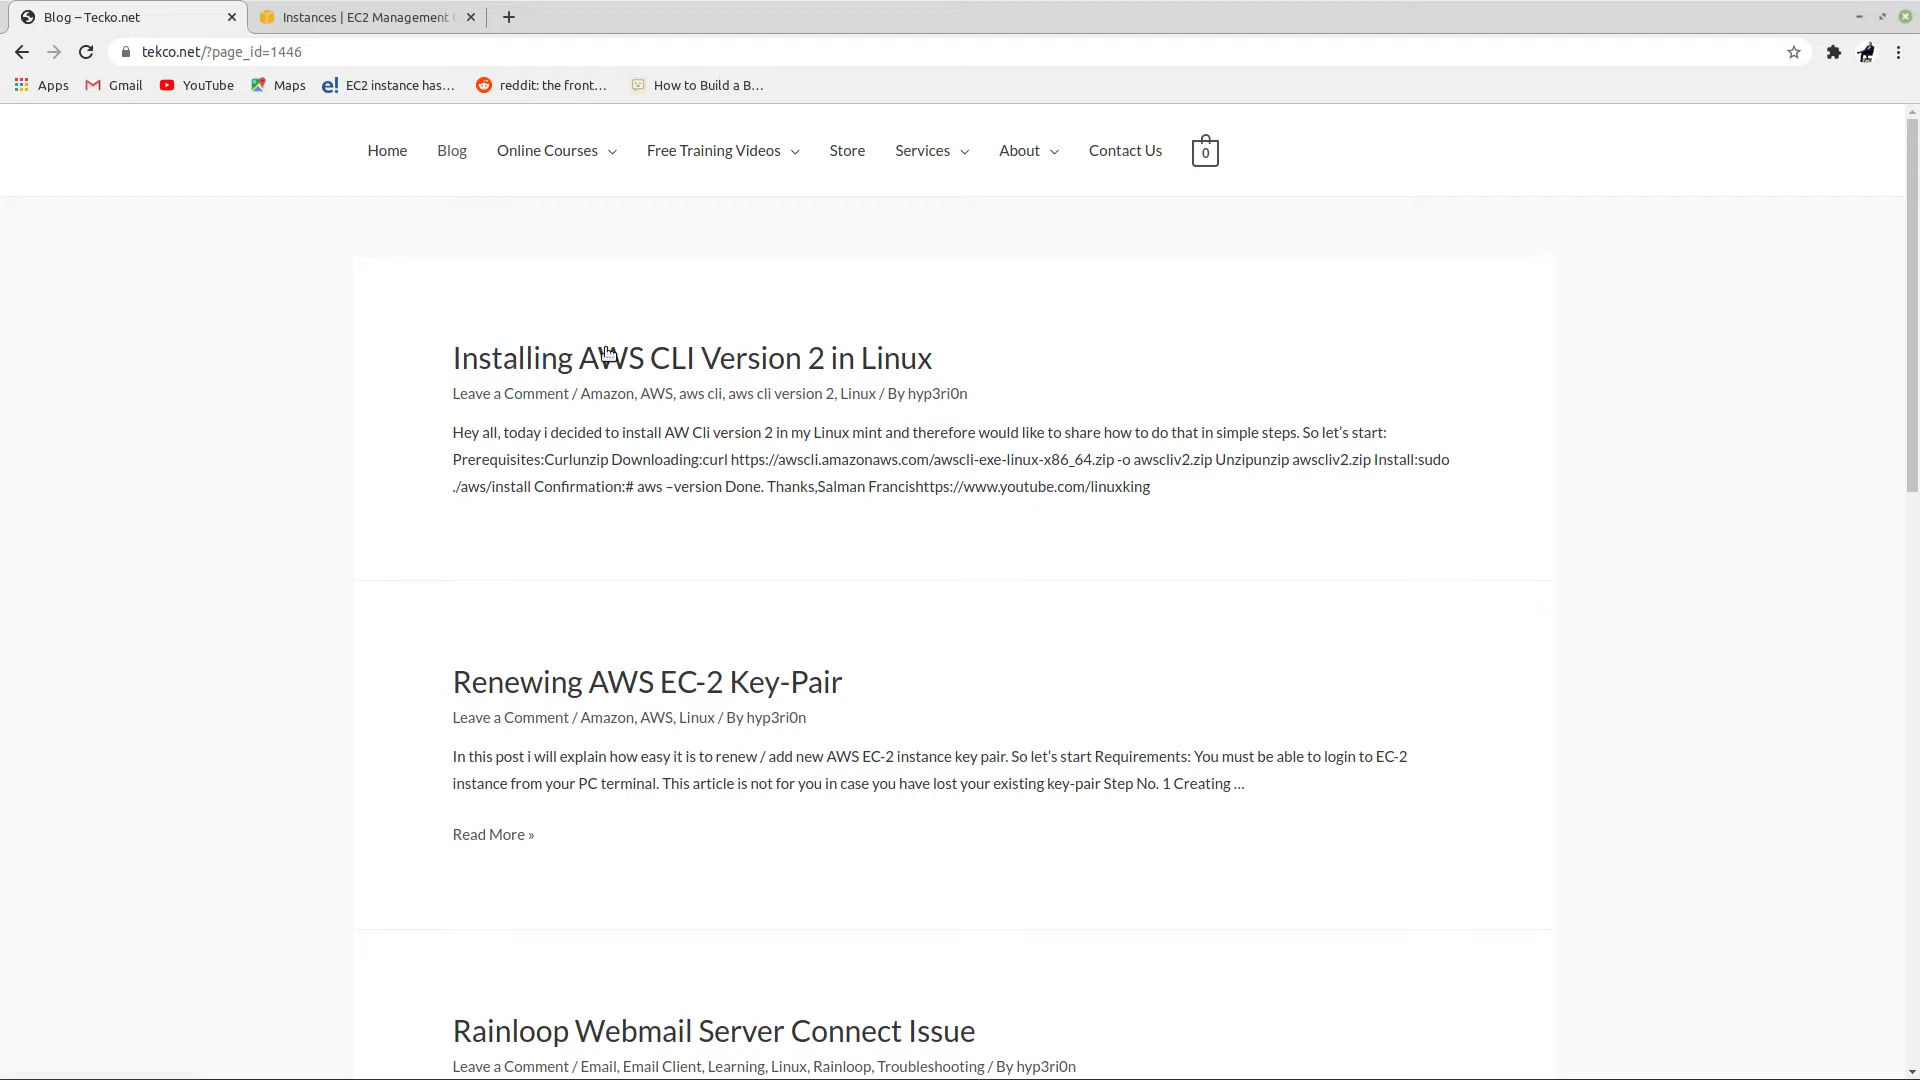 Blog – Tecko.net
Instances | EC2 Management
tekco.net/?page_id=1446
Apps
Gmail
YouTube
Maps
e!
EC2 instance has...
reddit: the front...
How to Build a B...
Home
Blog
Online Courses
Free Training Videos
Store
Services
About
Contact Us
0
Installing AWS CLI Version 2 in Linux
Leave a Comment / Amazon, AWS, aws cli, aws cli version 2, Linux / By hyp3ri0n
Hey all, today i decided to install AW Cli version 2 in my Linux mint and therefore would like to share how to do that in simple steps. So let’s start:
Prerequisites:Curlunzip Downloading:curl https://awscli.amazonaws.com/awscli-exe-linux-x86_64.zip -o awscliv2.zip Unzipunzip awscliv2.zip Install:sudo
./aws/install Confirmation:# aws –version Done. Thanks,Salman Francishttps://www.youtube.com/linuxking
Renewing AWS EC-2 Key-Pair
Leave a Comment / Amazon, AWS, Linux / By hyp3ri0n
In this post i will explain how easy it is to renew / add new AWS EC-2 instance key pair. So let’s start Requirements: You must be able to login to EC-2
instance from your PC terminal. This article is not for you in case you have lost your existing key-pair Step No. 1 Creating ...
Read More »
Rainloop Webmail Server Connect Issue
Leave a Comment / Email, Email Client, Learning, Linux, Rainloop, Troubleshooting / By hyp3ri0n